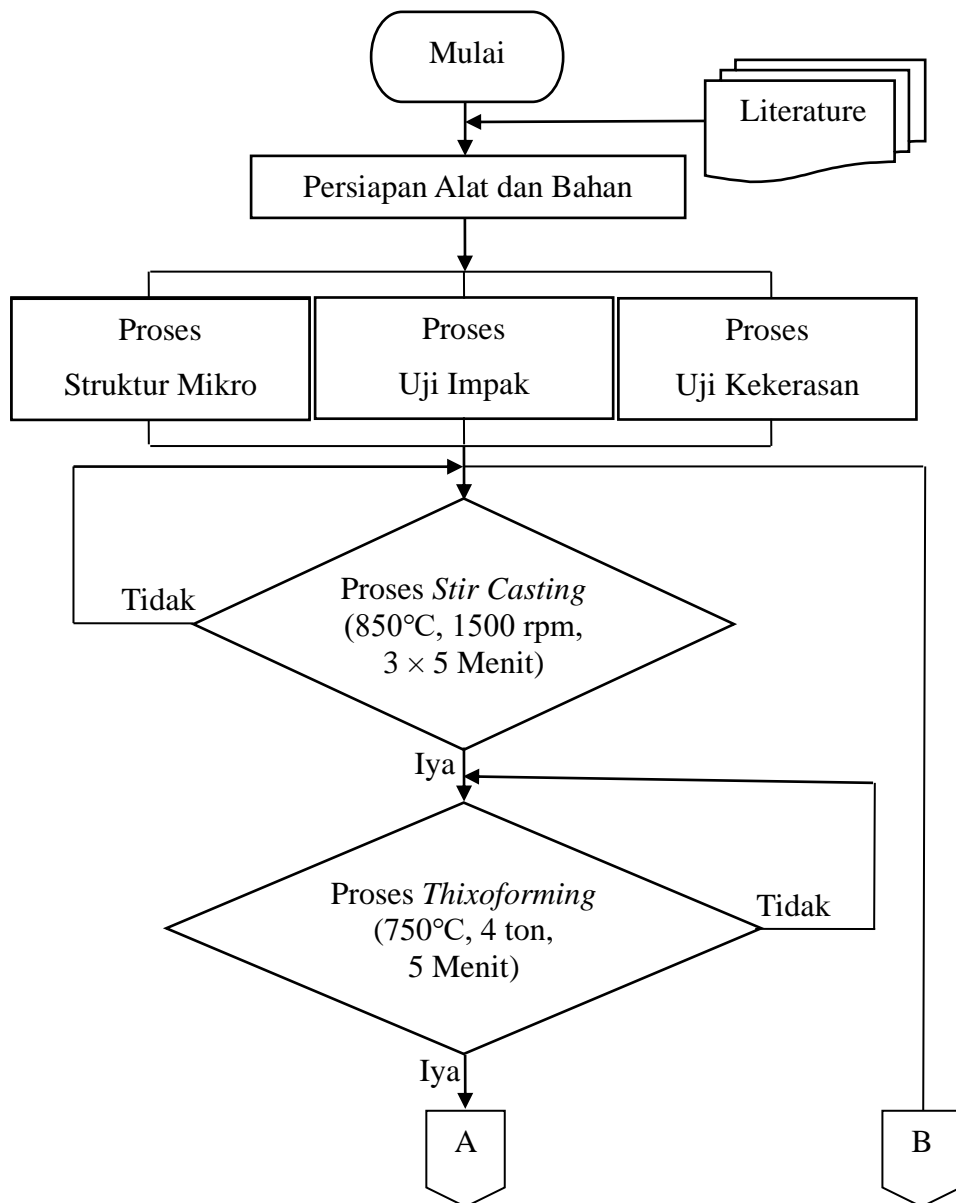 Mulai
Literature
Persiapan Alat dan Bahan
Proses
Struktur Mikro
Proses
Uji Impak
Proses
Uji Kekerasan
Tidak
Proses Stir Casting
(850°C, 1500 rpm,
3 × 5 Menit)
Iya
Proses Thixoforming
(750°C, 4 ton,
5 Menit)
Tidak
Iya
A
B